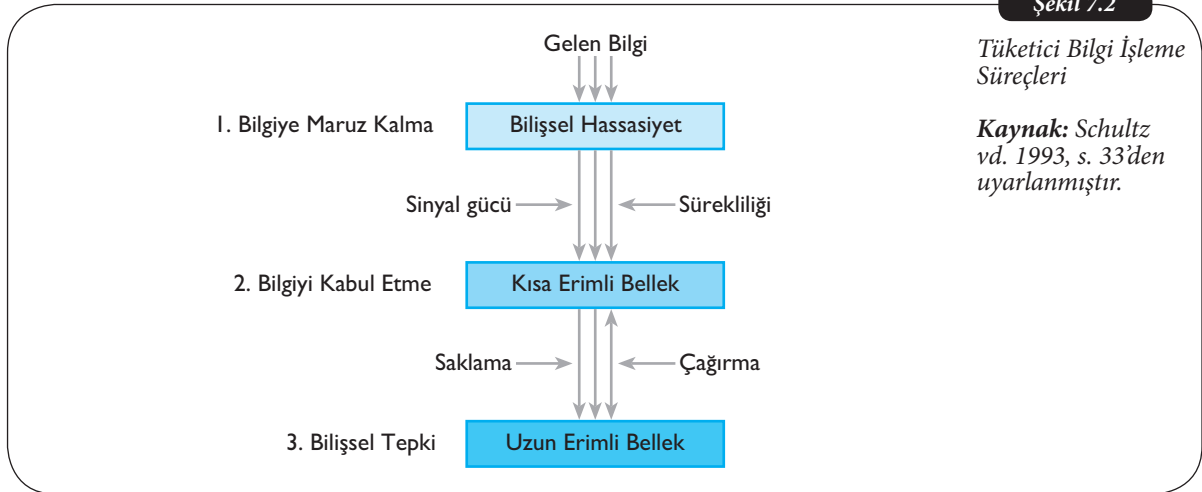 Şekil 7.2
Tüketici Bilgi İşleme
Süreçleri
Kaynak: Schultz
vd. 1993, s. 33'den
uyarlanmıştır.
Gelen Bilgi
1. Bilgiye Maruz Kalma
Bilişsel Hassasiyet
Sinyal gücü
Sürekliliği
2. Bilgiyi Kabul Etme
Kısa Erimli Bellek
Saklama
Çağırma
3. Bilişsel Tepki
Uzun Erimli Bellek